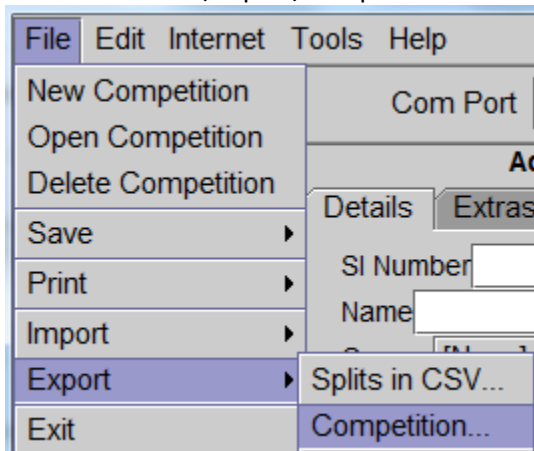 File Edit Internet Tools Help
New Competition
Com Port
Open Competition
Delete Competition
Details Extras
Save
SI Number
Print
Name
Import
Export
Splits in CSV...
Exit
Competition...